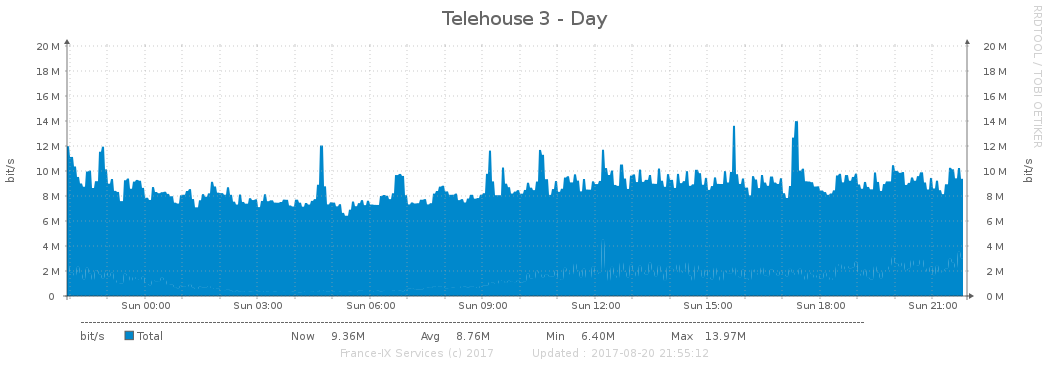 Telehouse 3 - Day
RRDTOOL / TOBI OETIKER
bit/s
bit/s
20 M 20 M
18 M 18 M
16 M 16 M
14 M 14 M
12 M 12 M
10 M 10 M
8 M 8 M
6 M 6 M
4 M 4 M
2 M 2 M
0 0 M
Sun 00:00 Sun 03:00 Sun 06:00 Sun 09:00 Sun 12:00 Sun 15:00 Sun 18:00 Sun 21:00
bit/s Total Now 9.36M Avg 8.76M Min 6.40M Max 13.97M
France-IX Services (c) 2017 Updated : 2017-08-20 21:55:12